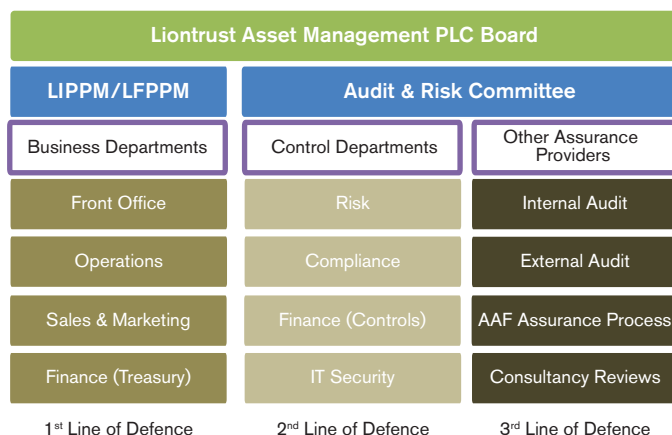 Liontrust Asset Management PLC Board
LIPPM/LFPPM
Audit & Risk Committee
Business Departments
Control Departments
Other Assurance
Providers
Front Office
Risk
Internal Audit
Operations
Compliance
External Audit
Sales & Marketing
Finance (Controls)
AAF Assurance Process
Finance (Treasury)
IT Security
Consultancy Reviews
1st Line of Defence
2nd Line of Defence
3rd Line of Defence